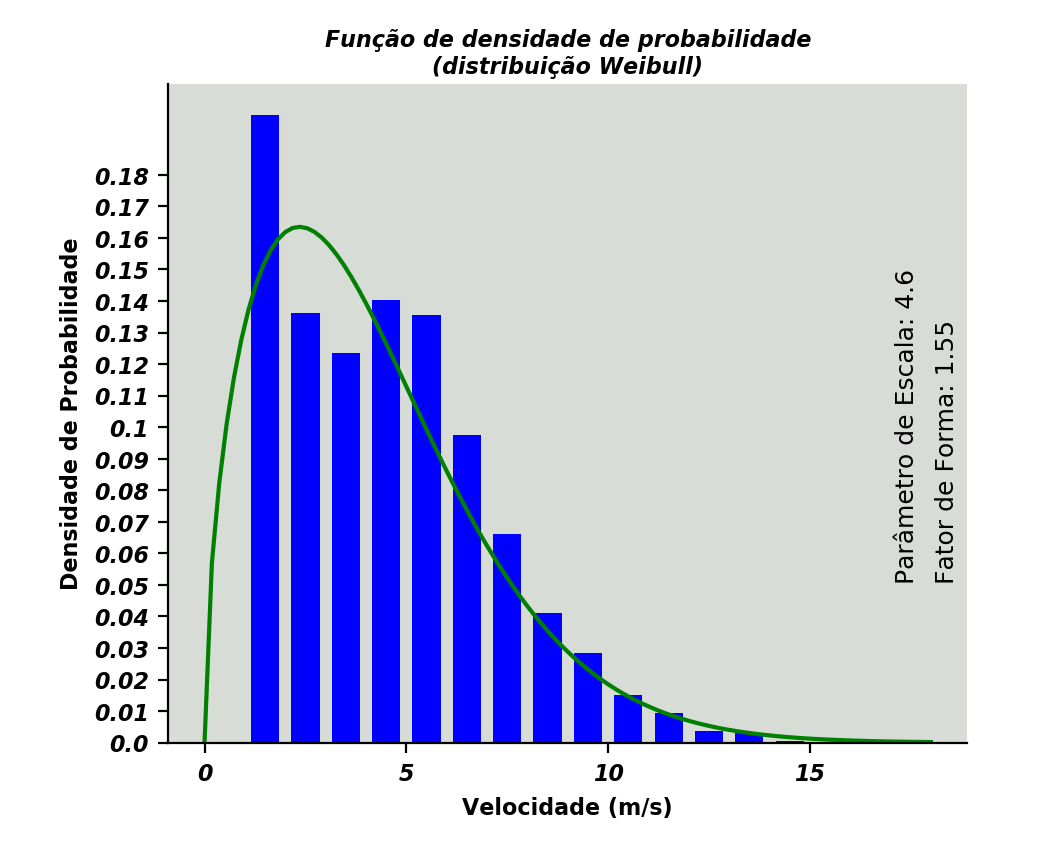 Função de densidade de probabilidade
(distribuição Weibull)
Densidade de Probabilidade
0.18
0.17
0.16
0.15
0.14
0.13
0.12
0.11
0.1
0.09
0.08
0.07
0.06
0.05
0.04
0.03
0.02
0.01
0.0
Parâmetro de Escala: 4.6
Fator de Forma: 1.55
0 5 10 15
Velocidade (m/s)